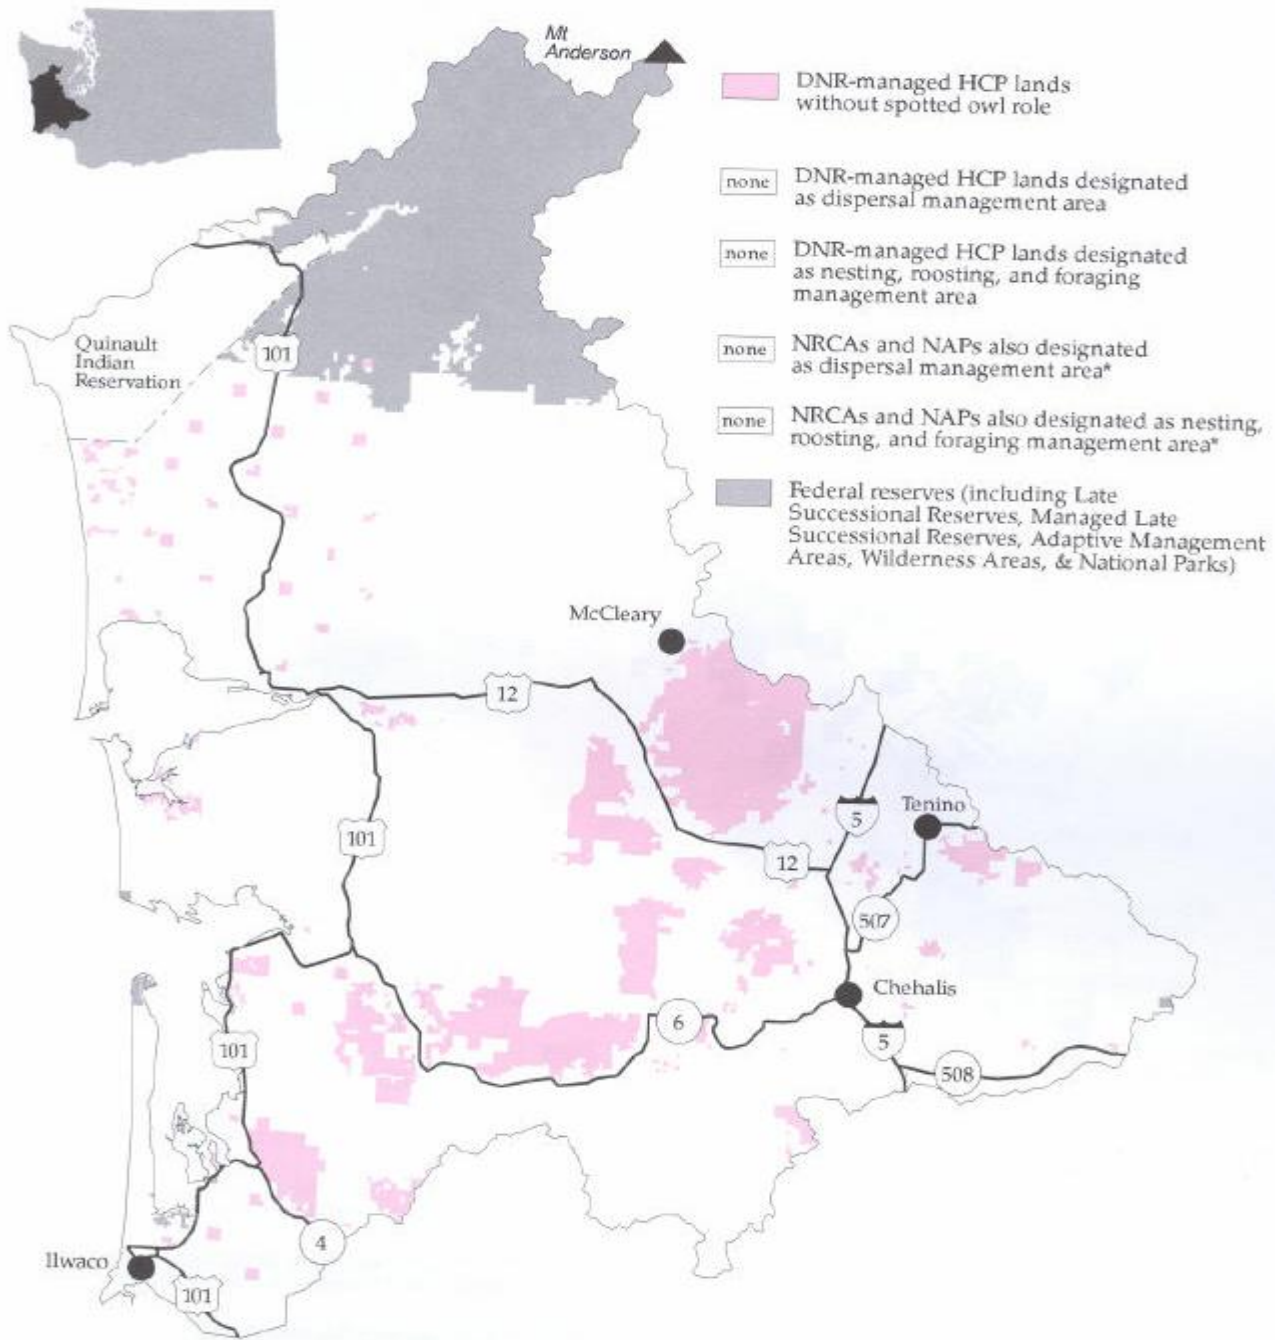 Mt
Anderson
DNR-managed HCP lands
without spotted owl role
none
DNR-managed HCP lands designated
as dispersal management area
none
DNR-managed HCP lands designated
as nesting, roosting, and foraging
management area
none
NRCAs and NAPs also designated
as dispersal management area*
none
NRCAs and NAPs also designated as nesting,
roosting, and foraging management area*
Federal reserves (including Late
Successional Reserves, Managed Late
Successional Reserves, Adaptive Management
Areas, Wilderness Areas, & National Parks)
Quinault
Indian
Reservation
101
McCleary
12
101
5
Tenino
12
507
Chehalis
6
5
101
508
4
Ilwaco
101